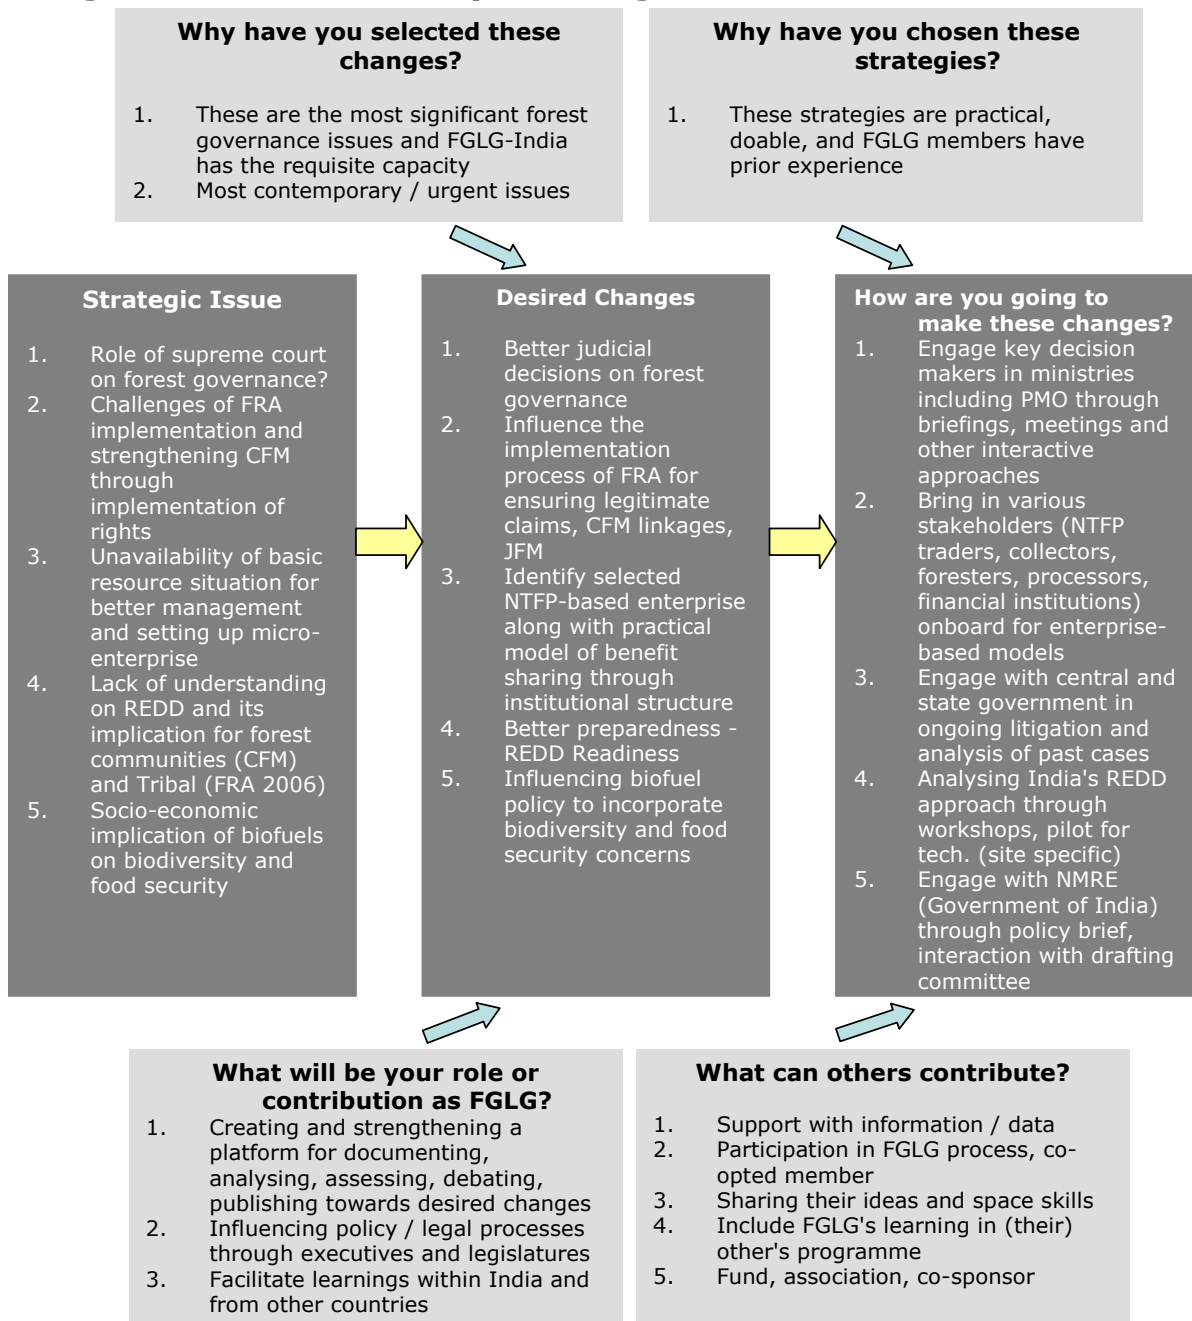 Why have you selected these
changes?
1. These are the most significant forest
governance issues and FGLG-India
has the requisite capacity
2. Most contemporary / urgent issues
Why have you chosen these
strategies?
1. These strategies are practical,
doable, and FGLG members have
prior experience
Strategic Issue
1. Role of supreme court
on forest governance?
2. Challenges of FRA
implementation and
strengthening CFM
through
implementation of
rights
3. Unavailability of basic
resource situation for
better management
and setting up micro-
enterprise
4. Lack of understanding
on REDD and its
implication for forest
communities (CFM)
and Tribal (FRA 2006)
5. Socio-economic
implication of biofuels
on biodiversity and
food security
Desired Changes
1. Better judicial
decisions on forest
governance
2. Influence the
implementation
process of FRA for
ensuring legitimate
claims, CFM linkages,
JFM
3. Identify selected
NTFP-based enterprise
along with practical
model of benefit
sharing through
institutional structure
4. Better preparedness -
REDD Readiness
5. Influencing biofuel
policy to incorporate
biodiversity and food
security concerns
How are you going to
make these changes?
1. Engage key decision
makers in ministries
including PMO through
briefings, meetings and
other interactive
approaches
2. Bring in various
stakeholders (NTFP
traders, collectors,
foresters, processors,
financial institutions)
onboard for enterprise-
based models
3. Engage with central and
state government in
ongoing litigation and
analysis of past cases
4. Analysing India's REDD
approach through
workshops, pilot for
tech. (site specific)
5. Engage with NMRE
(Government of India)
through policy brief,
interaction with drafting
committee
What will be your role or
contribution as FGLG?
1. Creating and strengthening a
platform for documenting,
analysing, assessing, debating,
publishing towards desired changes
2. Influencing policy / legal processes
through executives and legislatures
3. Facilitate learnings within India and
from other countries
What can others contribute?
1. Support with information / data
2. Participation in FGLG process, co-
opted member
3. Sharing their ideas and space skills
4. Include FGLG's learning in (their)
other's programme
5. Fund, association, co-sponsor